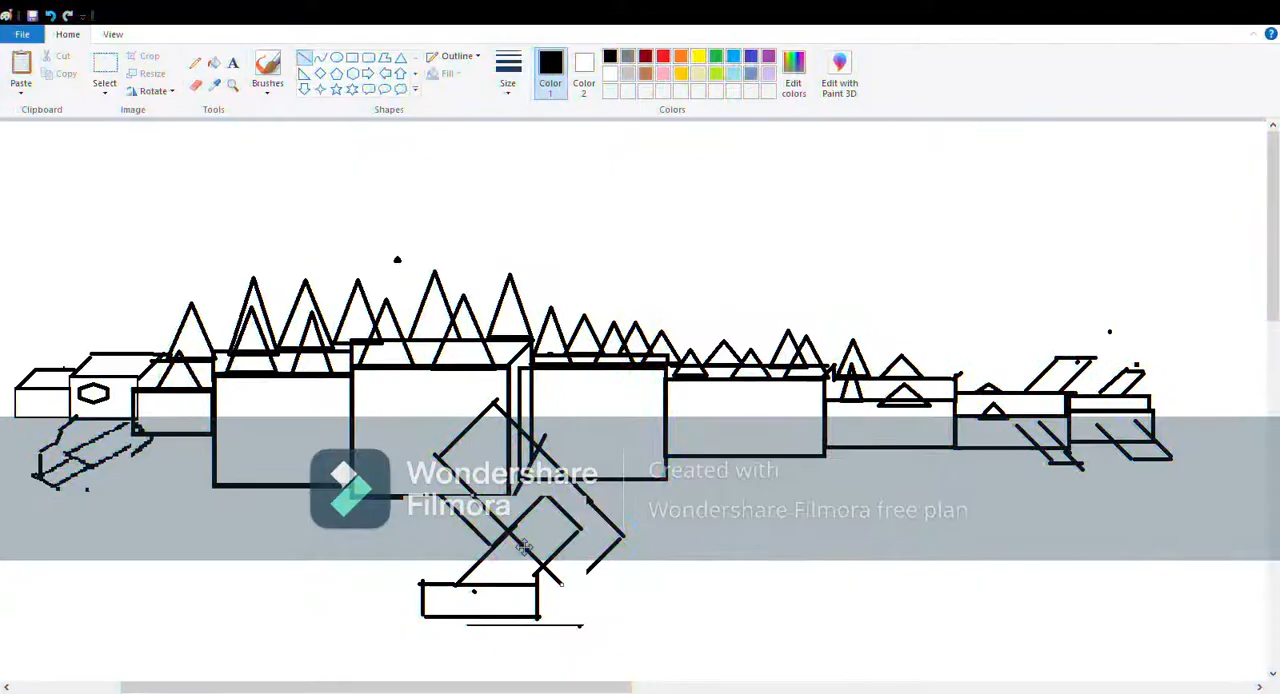 File Home View
Paste
Cut
Copy
Clipboard
Select
Crop
Resize
Rotate
Image
Tools
Brushes
Shapes
Outline
Fill
Size
Color
1
Color
2
Edit
colors
Colors
Edit with
Paint 3D
Wondershare
Filmora
Created with
Wondershare Filmora free plan